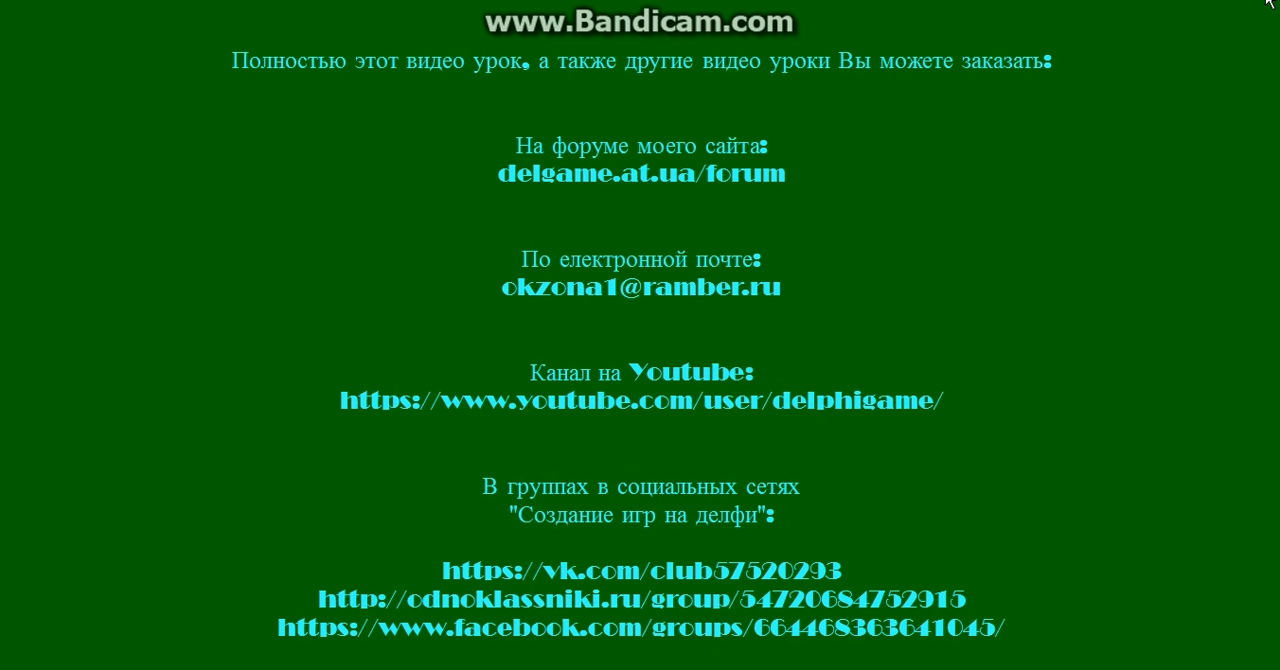 www.Bandicam.com
Полностью этот видео урок, а также другие видео уроки Вы можете заказать:
На форуме моего сайта:
delgame.at.ua/forum
По електронной почте:
okzona1@ramber.ru
Канал на Youtube:
https://www.youtube.com/user/delphigame/
В группах в социальных сетях
"Создание игр на делфи":
https://vk.com/club57520293
http://odnoklassniki.ru/group/54720684752915
https://www.facebook.com/groups/664468363641045/